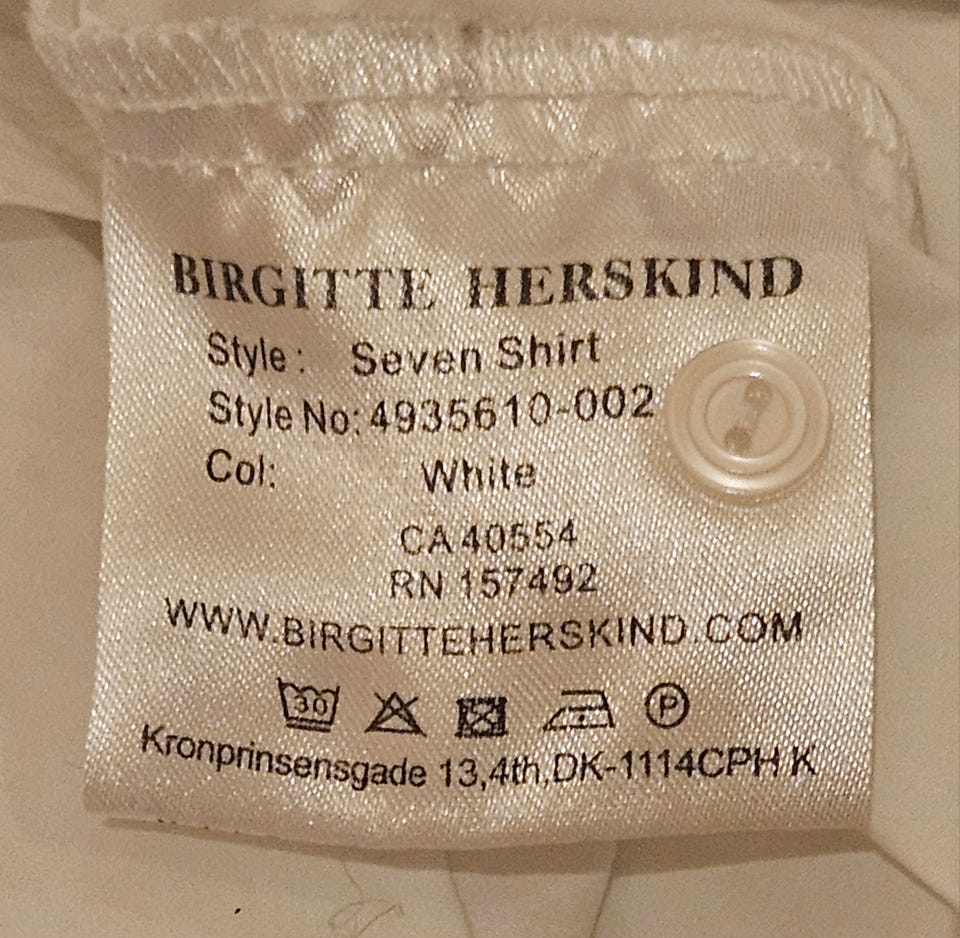 BIRGITTE HERSKIND
Style: Seven Shirt
Style No: 4935610-002
Col: White
CA 40554
RN 157492
WWW.BIRGITTEHERSKIND.COM
30 P
Kronprinsensgade 13,4th,DK-1114CPH K